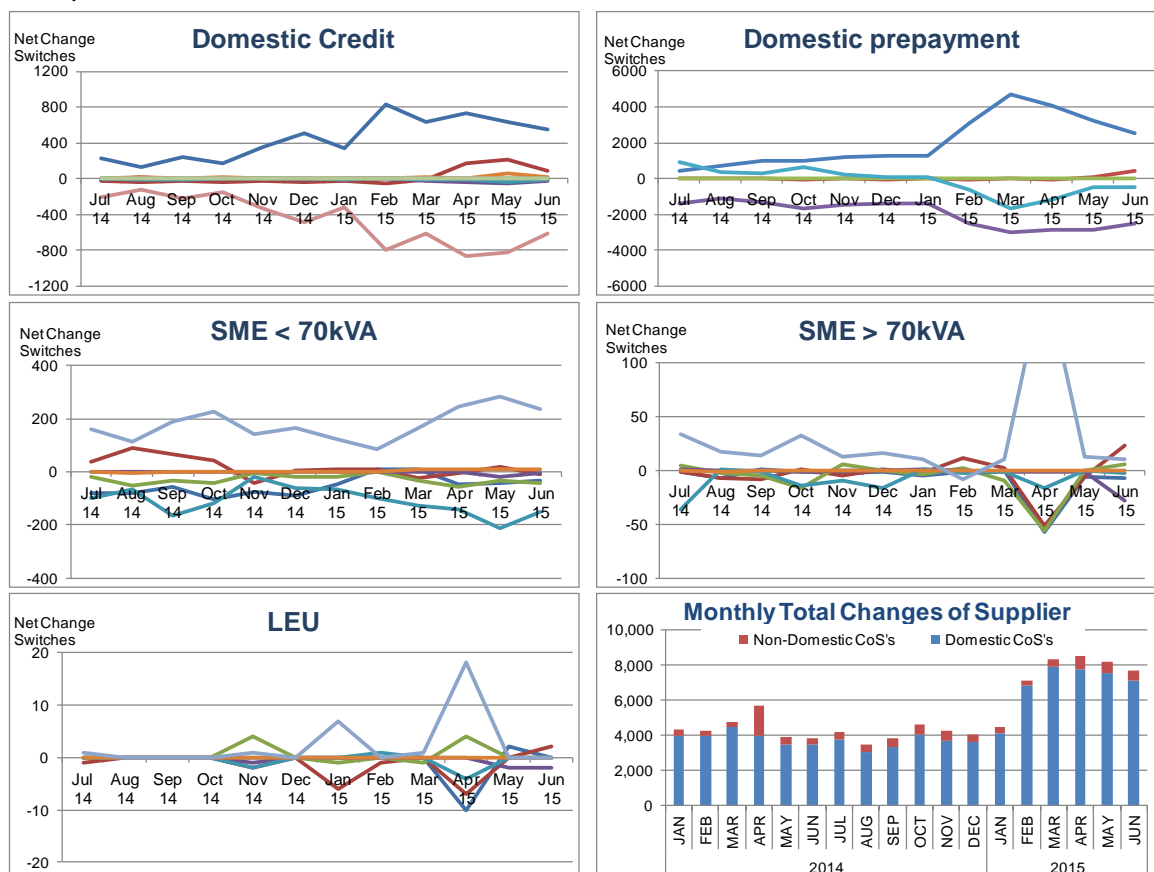 Net Change
Switches
Domestic Credit
1200
800
400
0
-400
-800
-1200
Jul Aug Sep Oct Nov Dec Jan Feb Mar Apr May Jun
14 14 14 14 14 14 15 15 15 15 15 15
Net Change
Switches
Domestic prepayment
6000
4000
2000
0
-2000
-4000
-6000
Jul Aug Sep Oct Nov Dec Jan Feb Mar Apr May Jun
14 14 14 14 14 14 15 15 15 15 15 15
Net Change
Switches
SME < 70kVA
400
200
0
-200
-400
Jul Aug Sep Oct Nov Dec Jan Feb Mar Apr May Jun
14 14 14 14 14 14 15 15 15 15 15 15
Net Change
Switches
SME > 70kVA
100
50
0
-50
-100
Jul Aug Sep Oct Nov Dec Jan Feb Mar Apr May Jun
14 14 14 14 14 14 15 15 15 15 15 15
Net Change
Switches
LEU
20
10
0
-10
-20
Jul Aug Sep Oct Nov Dec Jan Feb Mar Apr May Jun
14 14 14 14 14 14 15 15 15 15 15 15
Monthly Total Changes of Supplier
Non-Domestic CoS's Domestic CoS's
10,000
8,000
6,000
4,000
2,000
0
JAN FEB MAR APR MAY JUN JUL AUG SEP OCT NOV DEC JAN FEB MAR APR MAY JUN
2014 2015